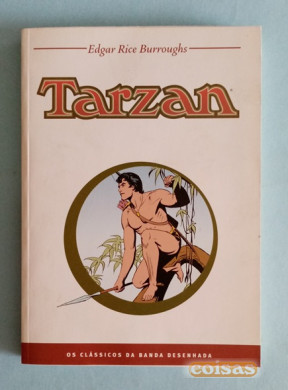 Edgar Rice Burroughs
Tarzan
OS CLÁSSICOS DA BANDA DESENHADA
coisas